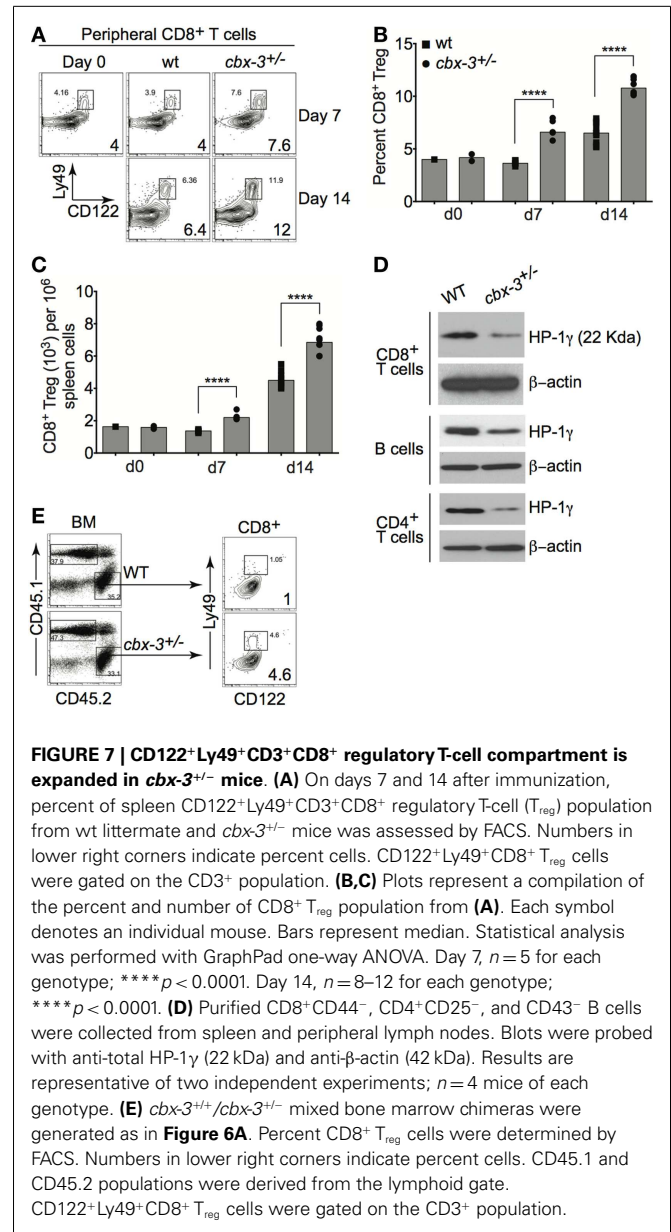 A
Peripheral CD8+ T cells
Day 0
wt
cbx-3+/-
4.16
4
3.9
4
7.6
7.6
Day 7
Ly49
CD122
6.36
6.4
11.9
12
Day 14
B
wt
cbx-3+/-
Percent CD8+ Treg
15
10
5
0
****
****
d0
d7
d14
C
CD8+ Treg (10³) per 10⁶
spleen cells
10
8
6
4
2
0
****
****
d0
d7
d14
D
WT
cbx-3+/-
CD8+
T cells
HP-1γ (22 Kda)
β-actin
B cells
HP-1γ
β-actin
CD4+
T cells
HP-1γ
β-actin
E
BM
CD8+
CD45.1
37.9
35.2
WT
47.3
33.1
cbx-3+/-
CD45.2
Ly49
1.05
1
4.6
4.6
CD122
FIGURE 7 | CD122+Ly49+CD3+CD8+ regulatory T-cell compartment is
expanded in cbx-3+/− mice. (A) On days 7 and 14 after immunization,
percent of spleen CD122+Ly49+CD3+CD8+ regulatory T-cell (Treg) population
from wt littermate and cbx-3+/− mice was assessed by FACS. Numbers in
lower right corners indicate percent cells. CD122+Ly49+CD8+ Treg cells
were gated on the CD3+ population. (B,C) Plots represent a compilation of
the percent and number of CD8+ Treg population from (A). Each symbol
denotes an individual mouse. Bars represent median. Statistical analysis
was performed with GraphPad one-way ANOVA. Day 7, n = 5 for each
genotype; ****p < 0.0001. Day 14, n = 8–12 for each genotype;
****p < 0.0001. (D) Purified CD8+CD44−, CD4+CD25−, and CD43− B cells
were collected from spleen and peripheral lymph nodes. Blots were probed
with anti-total HP-1γ (22 kDa) and anti-β-actin (42 kDa). Results are
representative of two independent experiments; n = 4 mice of each
genotype. (E) cbx-3+/+/cbx-3+/− mixed bone marrow chimeras were
generated as in Figure 6A. Percent CD8+ Treg cells were determined by
FACS. Numbers in lower right corners indicate percent cells. CD45.1 and
CD45.2 populations were derived from the lymphoid gate.
CD122+Ly49+CD8+ Treg cells were gated on the CD3+ population.